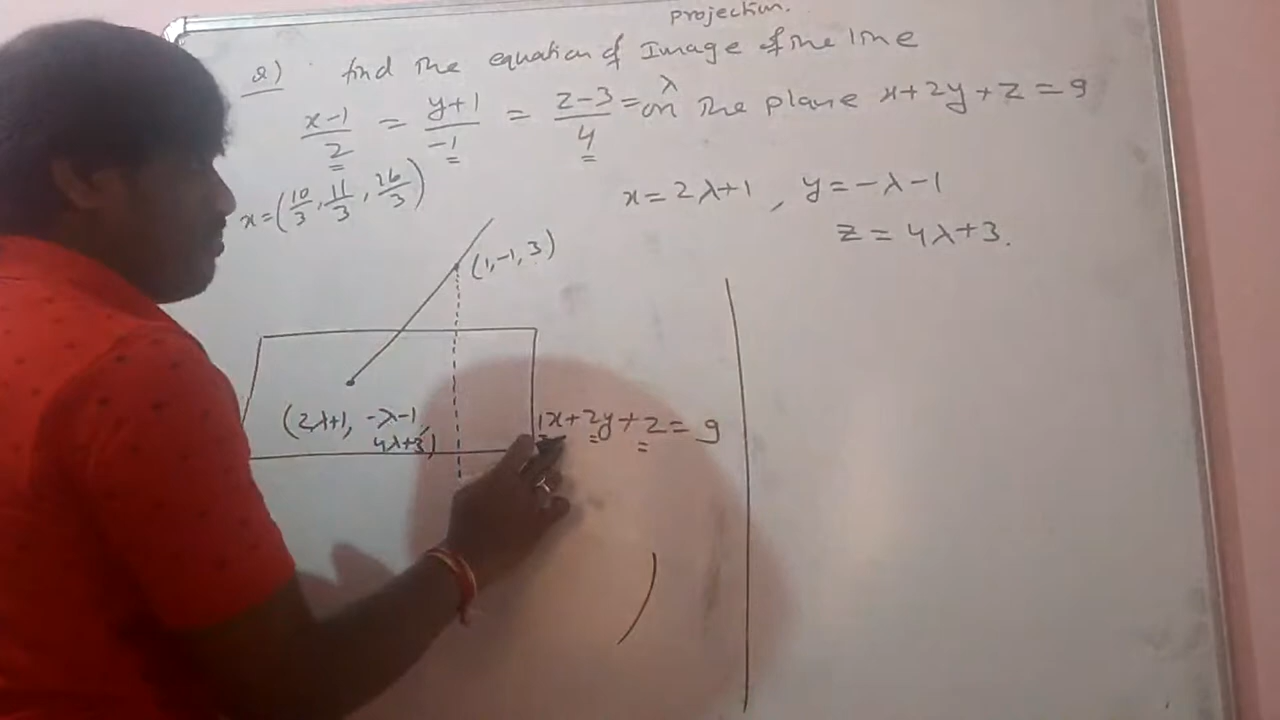 Projection.
Q) find the equation of Image of the line
x-1/2 = y+1/-1 = z-3/4 = λ on the plane x+2y+z=9
x=(10/3, 11/3, 26/3)
x=2λ+1, y=-λ-1
z=4λ+3.
(1,-1,3)
(2λ+1, -λ-1,
4λ+3)
1x+2y+z=9